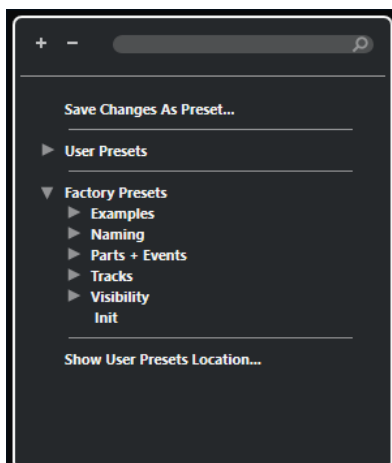 Save Changes As Preset...
User Presets
Factory Presets
Examples
Naming
Parts + Events
Tracks
Visibility
Init
Show User Presets Location...